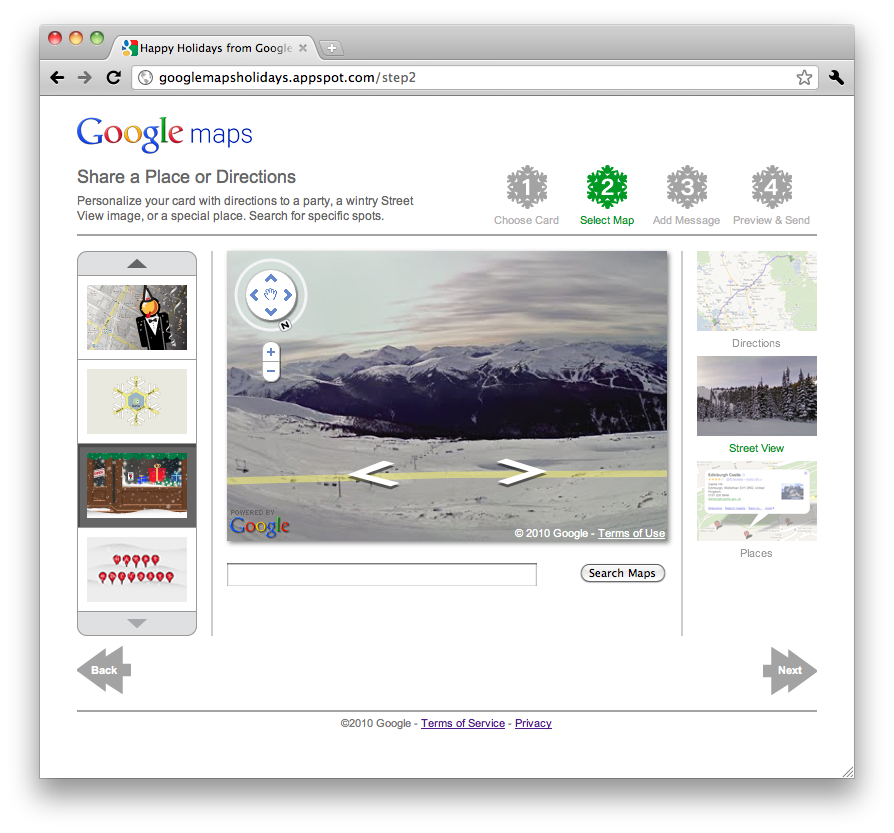 Happy Holidays from Google
googlemapsholidays.appspot.com/step2
Google maps
Share a Place or Directions
Personalize your card with directions to a party, a wintry Street
View image, or a special place. Search for specific spots.
1
Choose Card
2
Select Map
3
Add Message
4
Preview & Send
N
POWERED BY
Google
© 2010 Google - Terms of Use
Search Maps
Directions
Street View
Edinburgh Castle
Places
Back
Next
©2010 Google - Terms of Service - Privacy